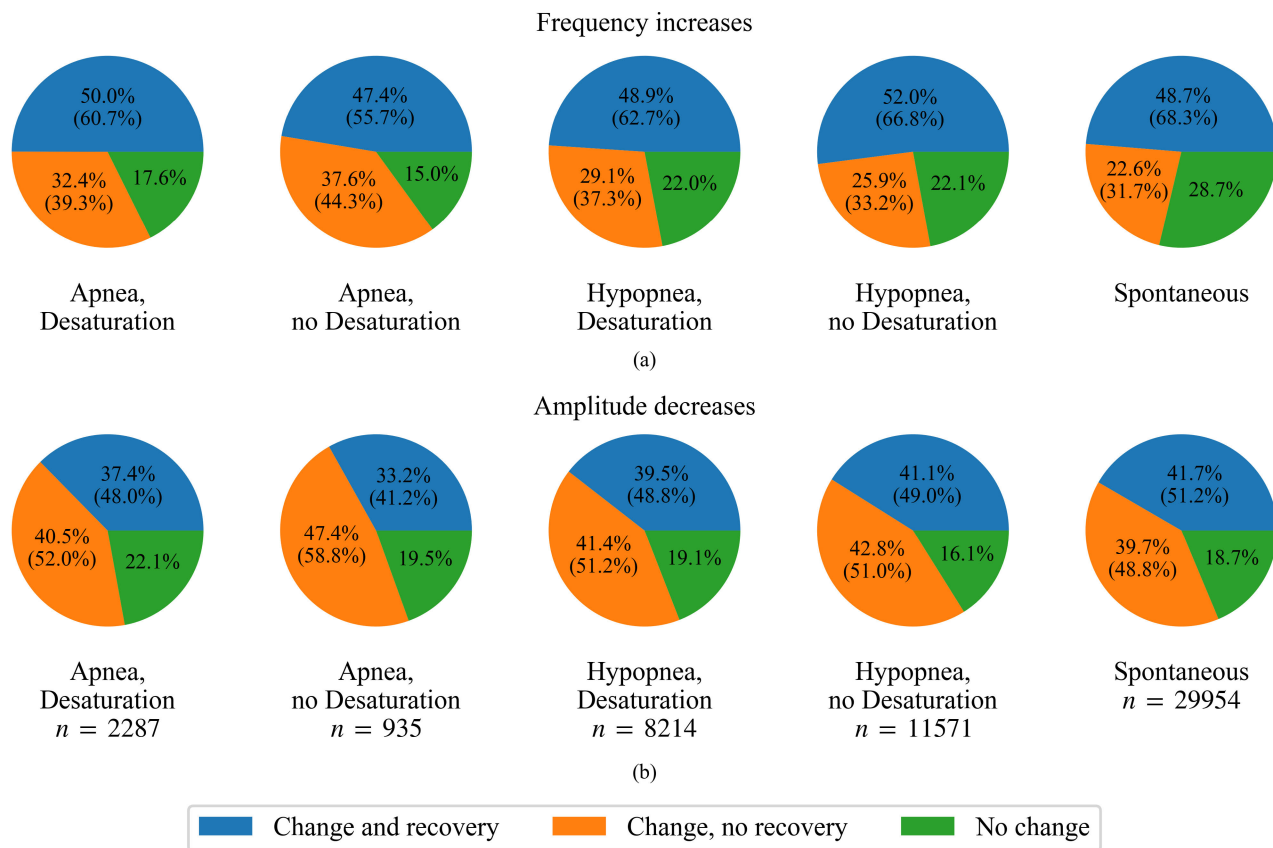 Frequency increases
50.0%
(60.7%)
32.4%
(39.3%)
17.6%
47.4%
(55.7%)
37.6%
(44.3%)
15.0%
48.9%
(62.7%)
29.1%
(37.3%)
22.0%
52.0%
(66.8%)
25.9%
(33.2%)
22.1%
48.7%
(68.3%)
22.6%
(31.7%)
28.7%
Apnea,
Desaturation
Apnea,
no Desaturation
Hypopnea,
Desaturation
Hypopnea,
no Desaturation
Spontaneous
(a)
Amplitude decreases
37.4%
(48.0%)
40.5%
(52.0%)
22.1%
33.2%
(41.2%)
47.4%
(58.8%)
19.5%
39.5%
(48.8%)
41.4%
(51.2%)
19.1%
41.1%
(49.0%)
42.8%
(51.0%)
16.1%
41.7%
(51.2%)
39.7%
(48.8%)
18.7%
Apnea,
Desaturation
n = 2287
Apnea,
no Desaturation
n = 935
Hypopnea,
Desaturation
n = 8214
Hypopnea,
no Desaturation
n = 11571
Spontaneous
n = 29954
(b)
Change and recovery
Change, no recovery
No change